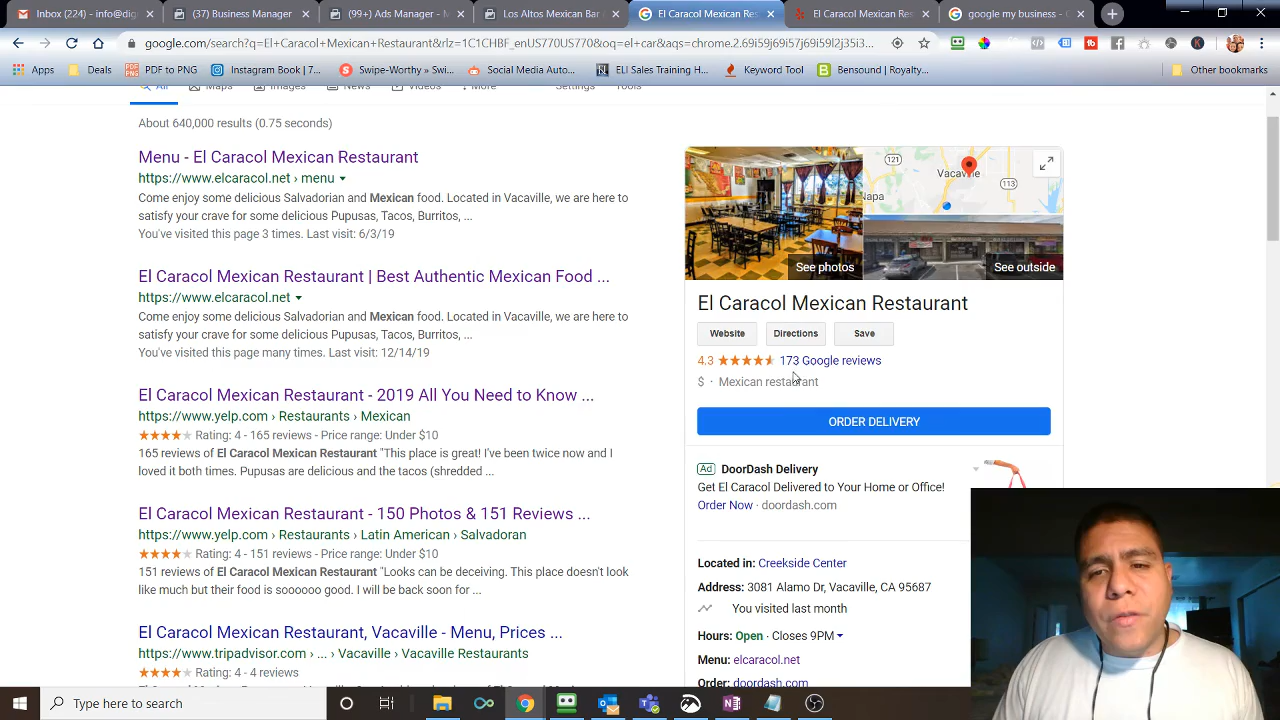 Inbox (224) - info@dig
(37) Business Manager
(99+) Ads Manager - M
Los Altos Mexican Bar
El Caracol Mexican Res
El Caracol Mexican Res
google my business - G
google.com/search?q=El+Caracol+Mexican+Restaurant&rlz=1C1CHBF_enUS770US770&oq=el+car&aqs=chrome.2.69i59j69i57j69i59l2j35i3...
Apps
Deals
PDF to PNG
Instagram Book | 7...
Swipe-Worthy » Swi...
Social Media Auto...
ELI Sales Training H...
Keyword Tool
Bensound | Royalty...
Other bookmarks
All
Maps
Images
News
Videos
More
Settings
Tools
About 640,000 results (0.75 seconds)
Menu - El Caracol Mexican Restaurant
https://www.elcaracol.net › menu
Come enjoy some delicious Salvadorian and Mexican food. Located in Vacaville, we are here to
satisfy your crave for some delicious Pupusas, Tacos, Burritos, ...
You've visited this page 3 times. Last visit: 6/3/19
El Caracol Mexican Restaurant | Best Authentic Mexican Food ...
https://www.elcaracol.net
Come enjoy some delicious Salvadorian and Mexican food. Located in Vacaville, we are here to
satisfy your crave for some delicious Pupusas, Tacos, Burritos, ...
You've visited this page many times. Last visit: 12/14/19
El Caracol Mexican Restaurant - 2019 All You Need to Know ...
https://www.yelp.com › Restaurants › Mexican
Rating: 4 - 165 reviews - Price range: Under $10
165 reviews of El Caracol Mexican Restaurant "This place is great! I've been twice now and I
loved it both times. Pupusas are delicious and the tacos (shredded ...
El Caracol Mexican Restaurant - 150 Photos & 151 Reviews ...
https://www.yelp.com › Restaurants › Latin American › Salvadoran
Rating: 4 - 151 reviews - Price range: Under $10
151 reviews of El Caracol Mexican Restaurant "Looks can be deceiving. This place doesn't look
like much but their food is sooooo good. I will be back soon for ...
El Caracol Mexican Restaurant, Vacaville - Menu, Prices ...
https://www.tripadvisor.com › ... › Vacaville › Vacaville Restaurants
Rating: 4 - 4 reviews
121
Vacaville
113
Napa
See photos
See outside
El Caracol Mexican Restaurant
Website
Directions
Save
4.3
173 Google reviews
$ · Mexican restaurant
ORDER DELIVERY
Ad DoorDash Delivery
Get El Caracol Delivered to Your Home or Office!
Order Now · doordash.com
Located in: Creekside Center
Address: 3081 Alamo Dr, Vacaville, CA 95687
You visited last month
Hours: Open · Closes 9PM
Menu: elcaracol.net
Order: doordash.com
Type here to search